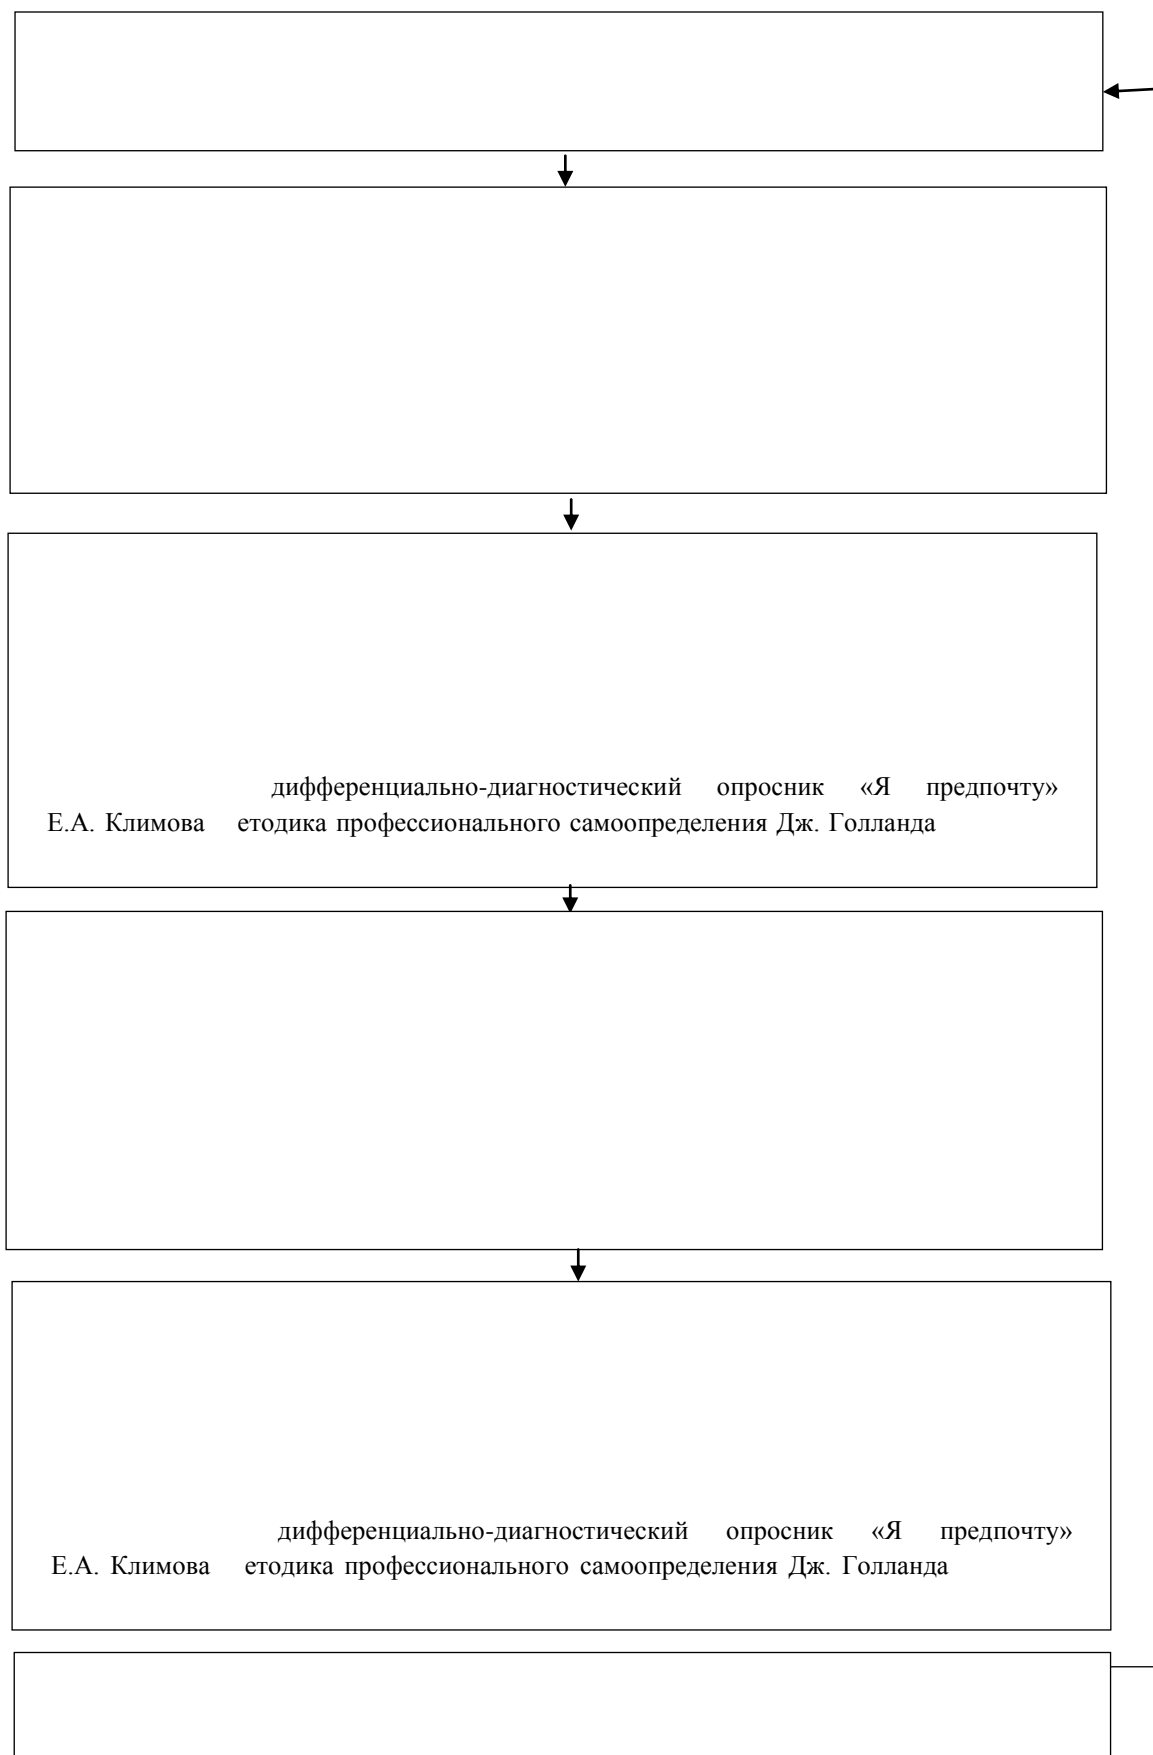 дифференциально-диагностический опросник «Я предпочту»
Е.А. Климова етодика профессионального самоопределения Дж. Голланда
дифференциально-диагностический опросник «Я предпочту»
Е.А. Климова етодика профессионального самоопределения Дж. Голланда